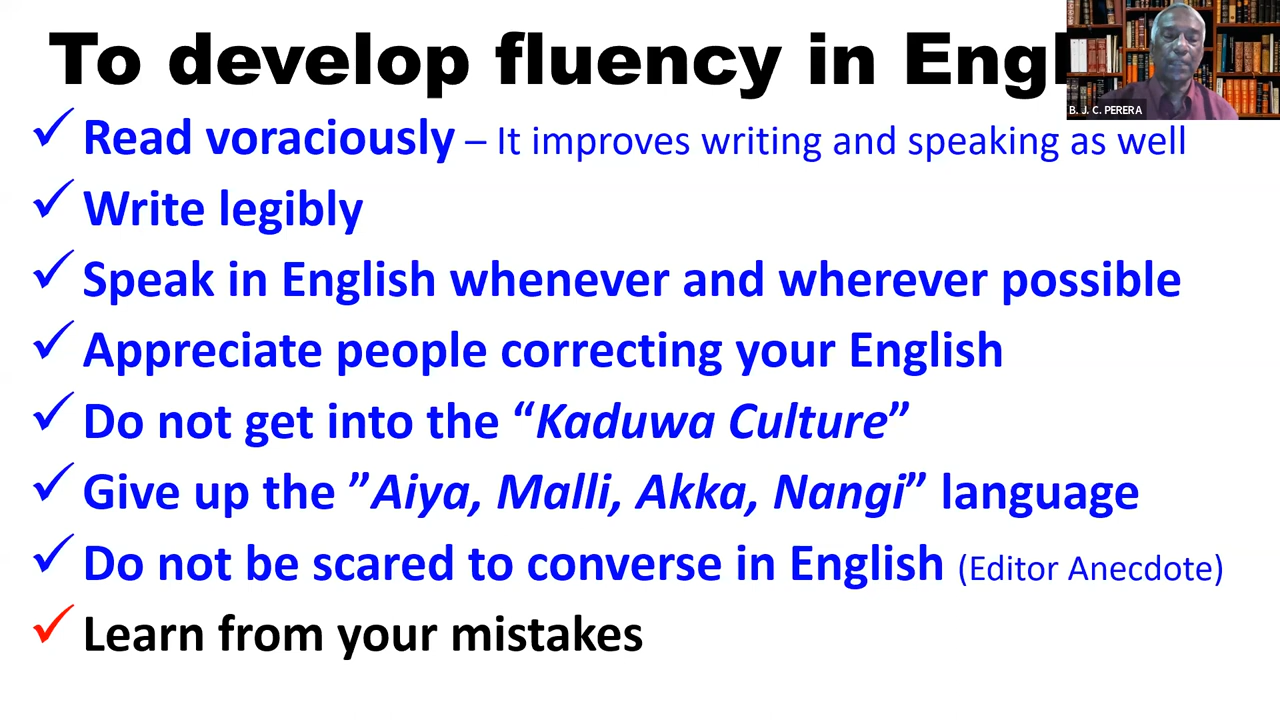 To develop fluency in Engl
B. J. C. PERERA
✓ Read voraciously – It improves writing and speaking as well
✓ Write legibly
✓ Speak in English whenever and wherever possible
✓ Appreciate people correcting your English
✓ Do not get into the “Kaduwa Culture”
✓ Give up the ”Aiya, Malli, Akka, Nangi” language
✓ Do not be scared to converse in English (Editor Anecdote)
✓ Learn from your mistakes